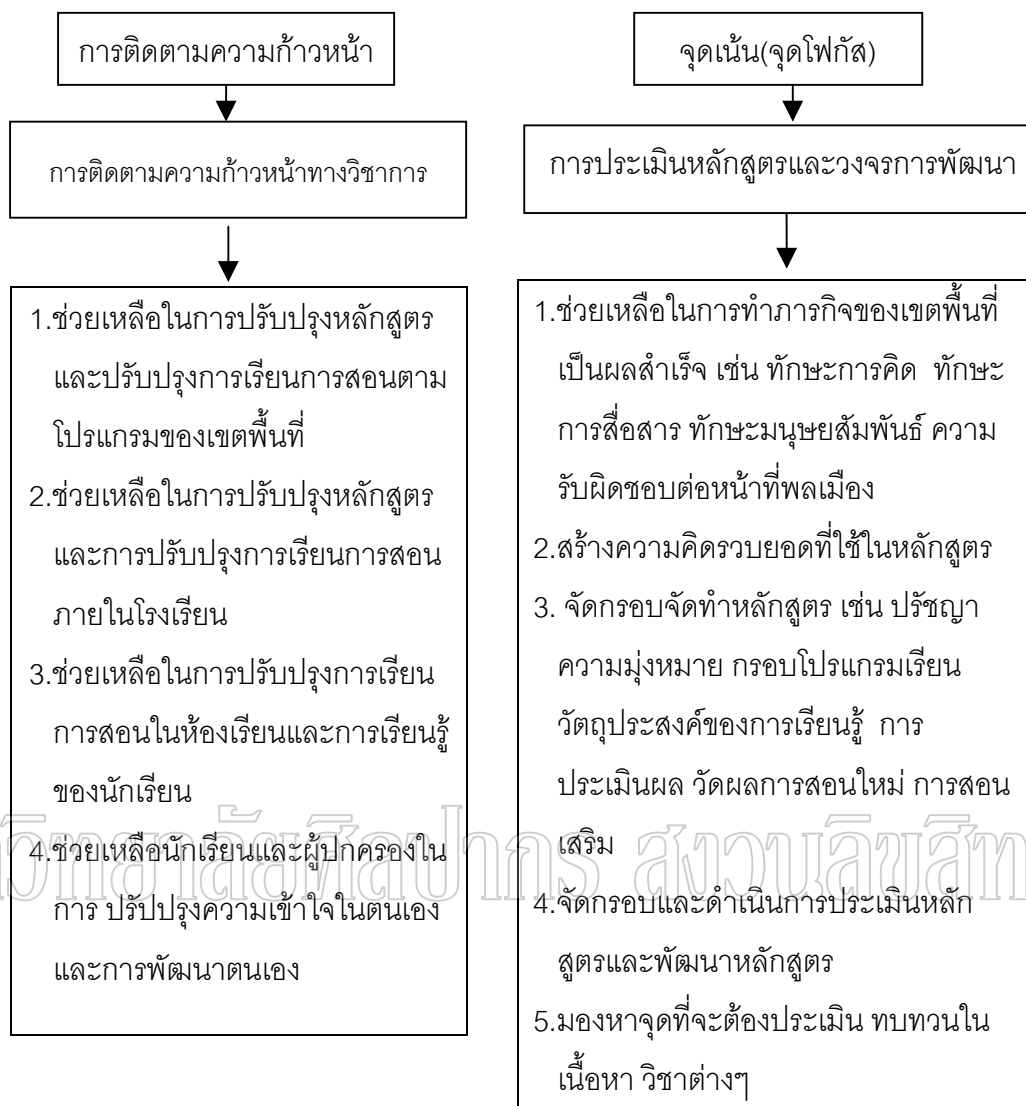 การติดตามความก้าวหน้า
การติดตามความก้าวหน้าทางวิชาการ
1.ช่วยเหลือในการปรับปรุงหลักสูตร
และปรับปรุงการเรียนการสอนตาม
โปรแกรมของเขตพื้นที่
2.ช่วยเหลือในการปรับปรุงหลักสูตร
และการปรับปรุงการเรียนการสอน
ภายในโรงเรียน
3.ช่วยเหลือในการปรับปรุงการเรียน
การสอนในห้องเรียนและการเรียนรู้
ของนักเรียน
4.ช่วยเหลือนักเรียนและผู้ปกครองใน
การ ปรัปปรุงความเข้าใจในตนเอง
และการพัฒนาตนเอง
จุดเน้น(จุดโฟกัส)
การประเมินหลักสูตรและวงจรการพัฒนา
1.ช่วยเหลือในการทำภารกิจของเขตพื้นที่
เป็นผลสำเร็จ เช่น ทักษะการคิด ทักษะ
การสื่อสาร ทักษะมนุษยสัมพันธ์ ความ
รับผิดชอบต่อหน้าที่พลเมือง
2.สร้างความคิดรวบยอดที่ใช้ในหลักสูตร
3. จัดกรอบจัดทำหลักสูตร เช่น ปรัชญา
ความมุ่งหมาย กรอบโปรแกรมเรียน
วัตถุประสงค์ของการเรียนรู้ การ
ประเมินผล วัดผลการสอนใหม่ การสอน
เสริม
4.จัดกรอบและดำเนินการประเมินหลัก
สูตรและพัฒนาหลักสูตร
5.มองหาจุดที่จะต้องประเมิน ทบทวนใน
เนื้อหา วิชาต่างๆ
วิทยาลัยศิลปากร สงวนลิขสิท